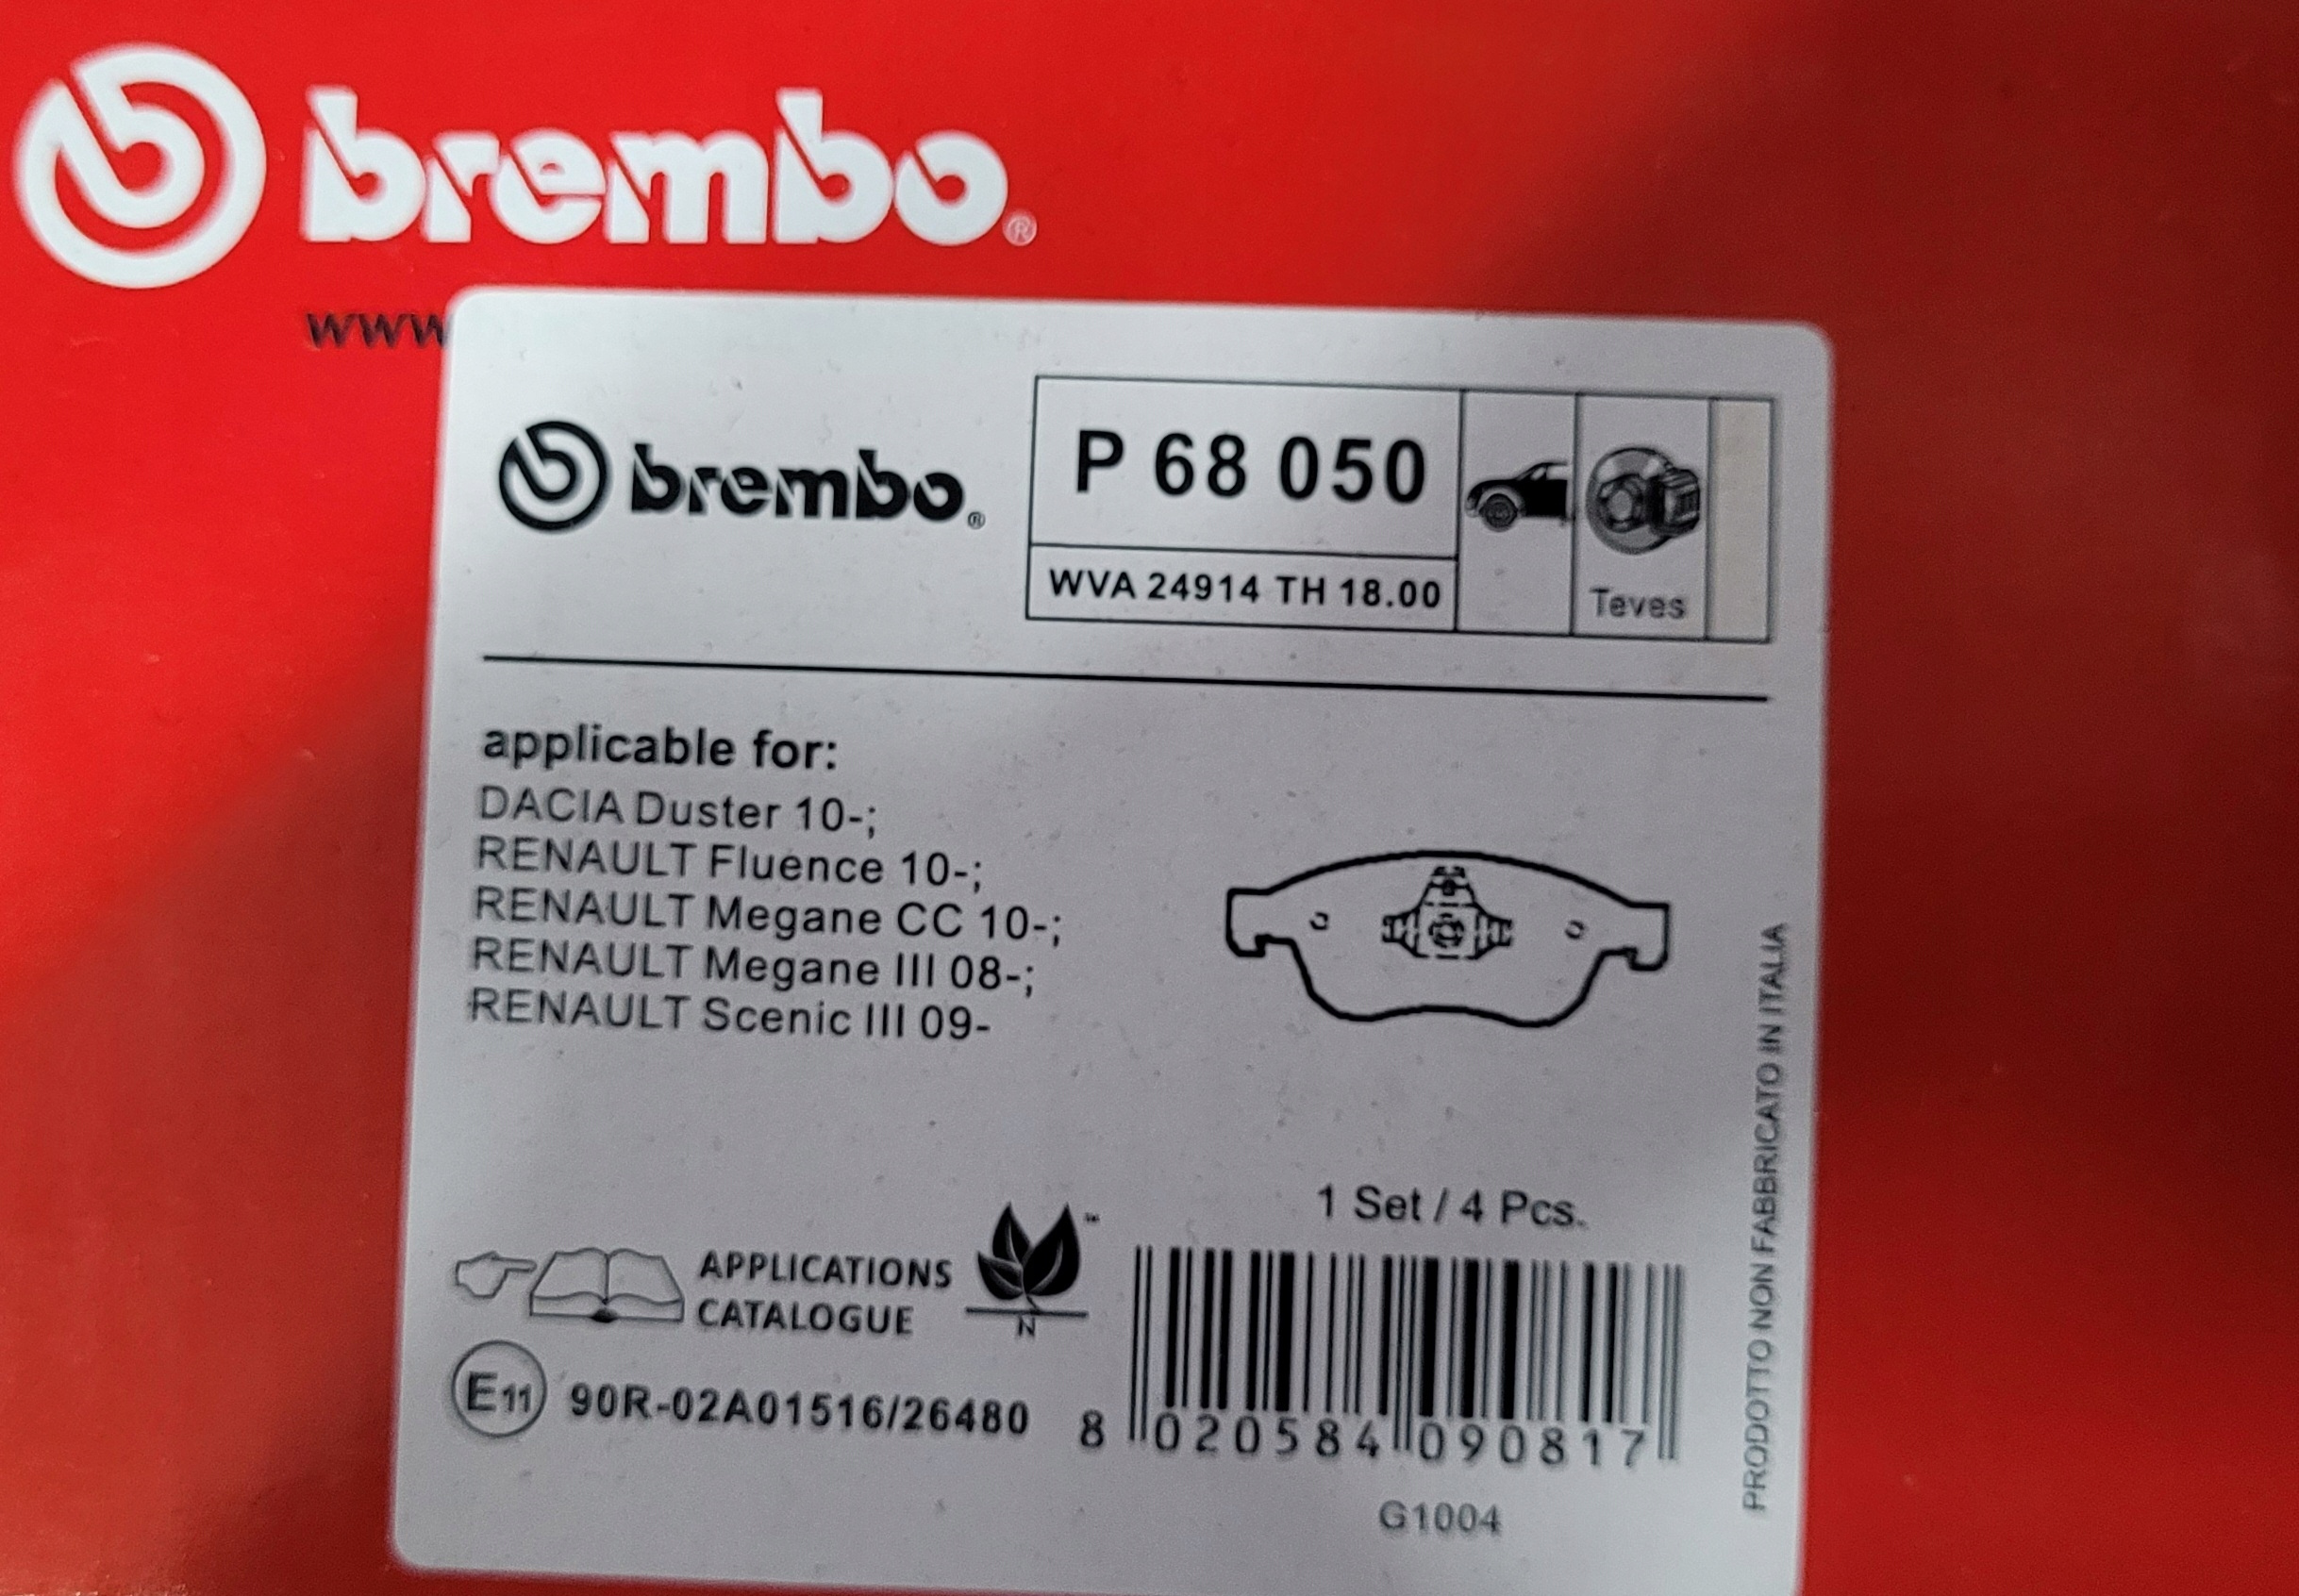 brembo®
www
brembo®
P 68 050
WVA 24914 TH 18.00
Teves
applicable for:
DACIA Duster 10-;
RENAULT Fluence 10-;
RENAULT Megane CC 10-;
RENAULT Megane III 08-;
RENAULT Scenic III 09-
1 Set / 4 Pcs.
APPLICATIONS
CATALOGUE
™
N
E11 90R-02A01516/26480
8 020584 090817
G1004
PRODOTTO NON FABBRICATO IN ITALIA